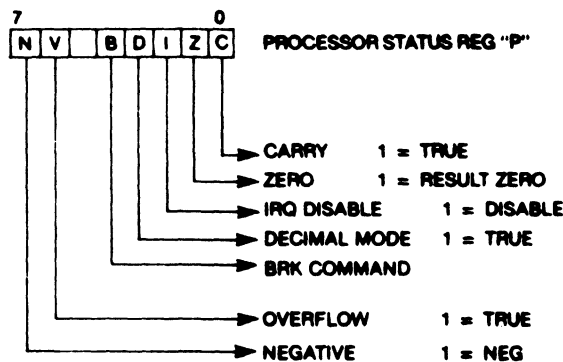 7 0
N V B D I Z C PROCESSOR STATUS REG "P"
CARRY 1 = TRUE
ZERO 1 = RESULT ZERO
IRQ DISABLE 1 = DISABLE
DECIMAL MODE 1 = TRUE
BRK COMMAND
OVERFLOW 1 = TRUE
NEGATIVE 1 = NEG